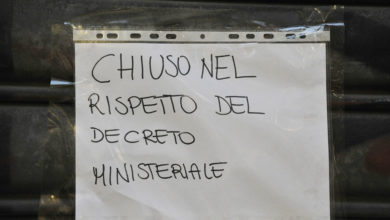 CHIUSO NEL
RISPETTO DEL
DECRETO
MINISTERIALE